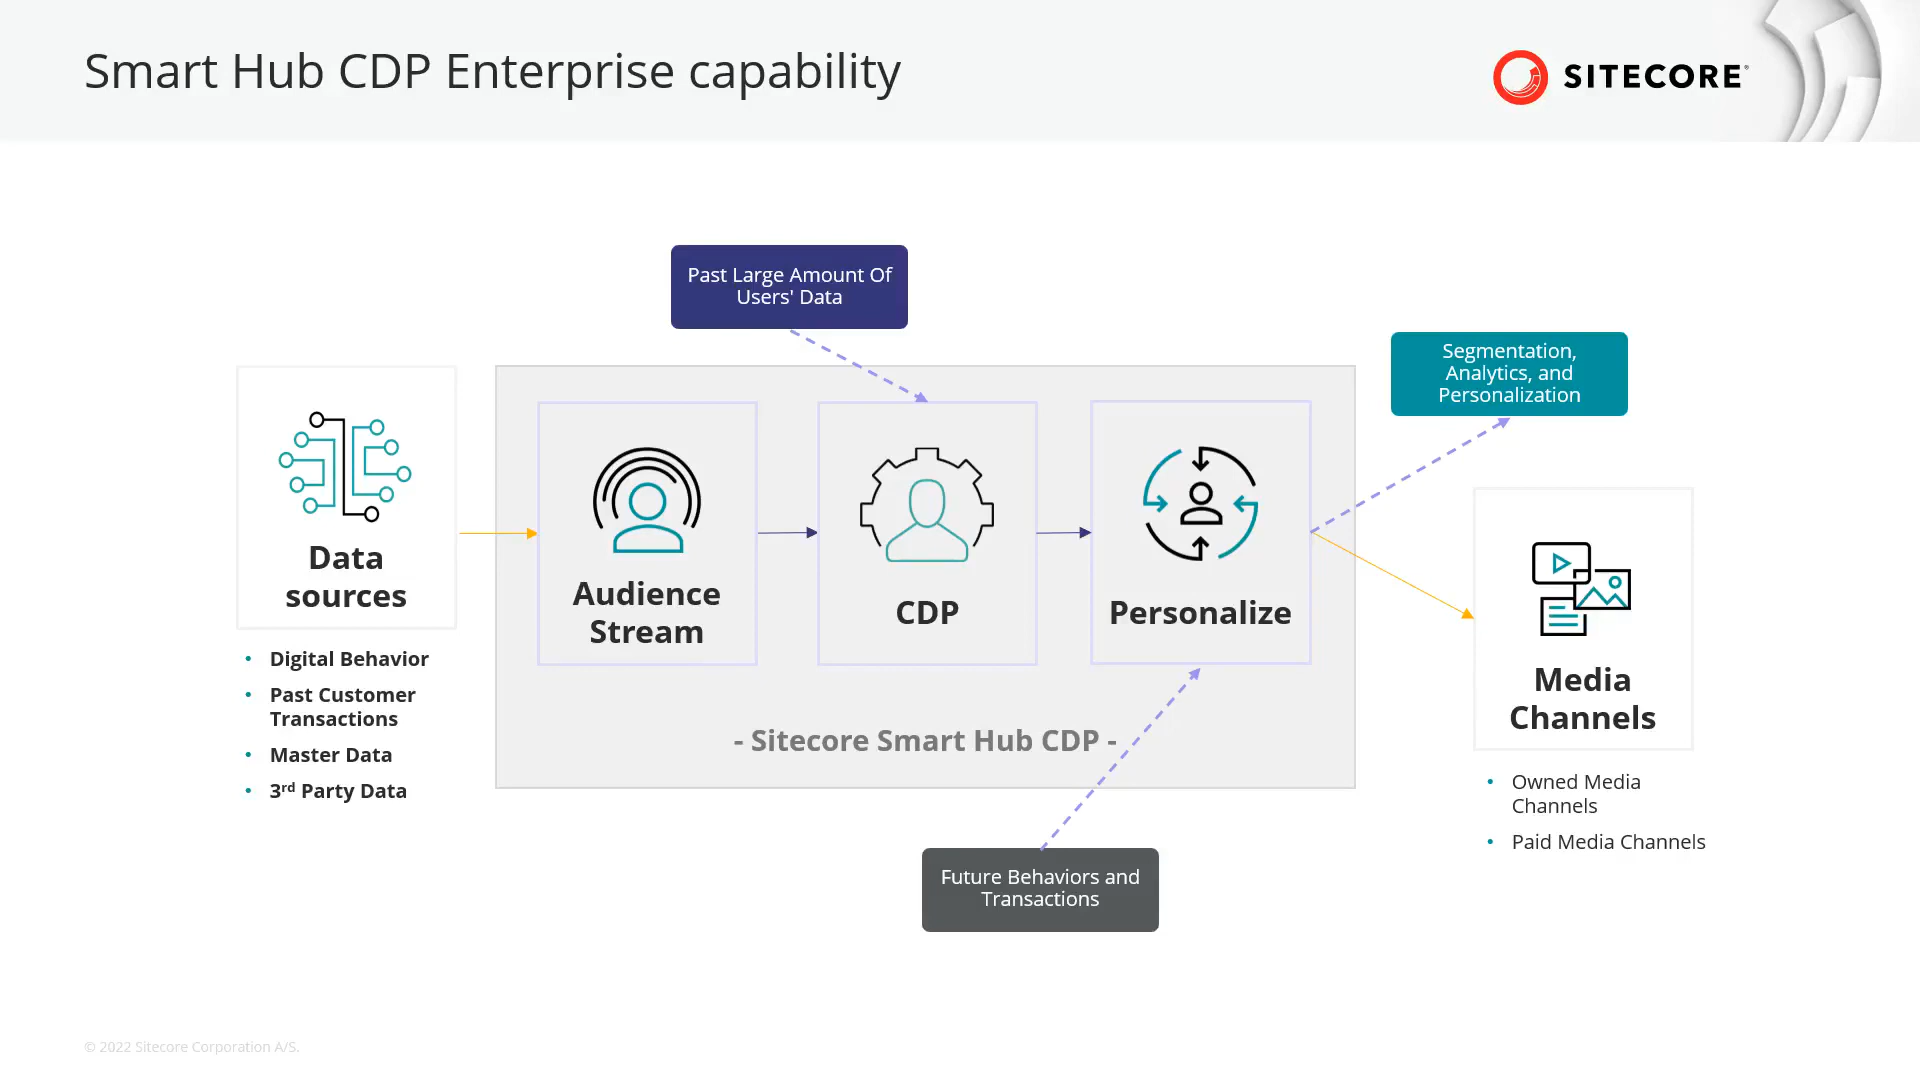 Smart Hub CDP Enterprise capability
SITECORE®
Past Large Amount Of
Users' Data
Segmentation,
Analytics, and
Personalization
Data
sources
Audience
Stream
CDP
Personalize
Media
Channels
• Digital Behavior
• Past Customer
Transactions
• Master Data
• 3rd Party Data
- Sitecore Smart Hub CDP -
• Owned Media
Channels
• Paid Media Channels
Future Behaviors and
Transactions
© 2022 Sitecore Corporation A/S.